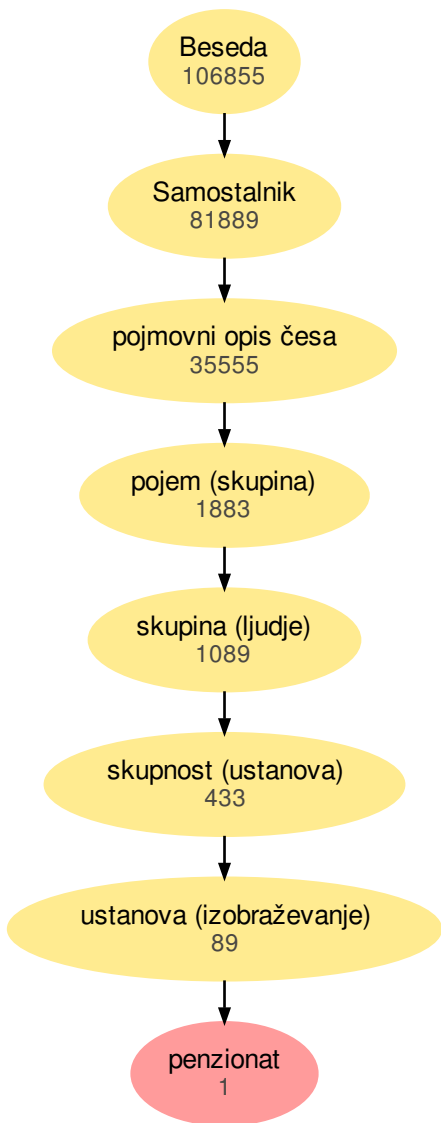 Beseda
106855
Samostalnik
81889
pojmovni opis česa
35555
pojem (skupina)
1883
skupina (ljudje)
1089
skupnost (ustanova)
433
ustanova (izobraževanje)
89
penzionat
1